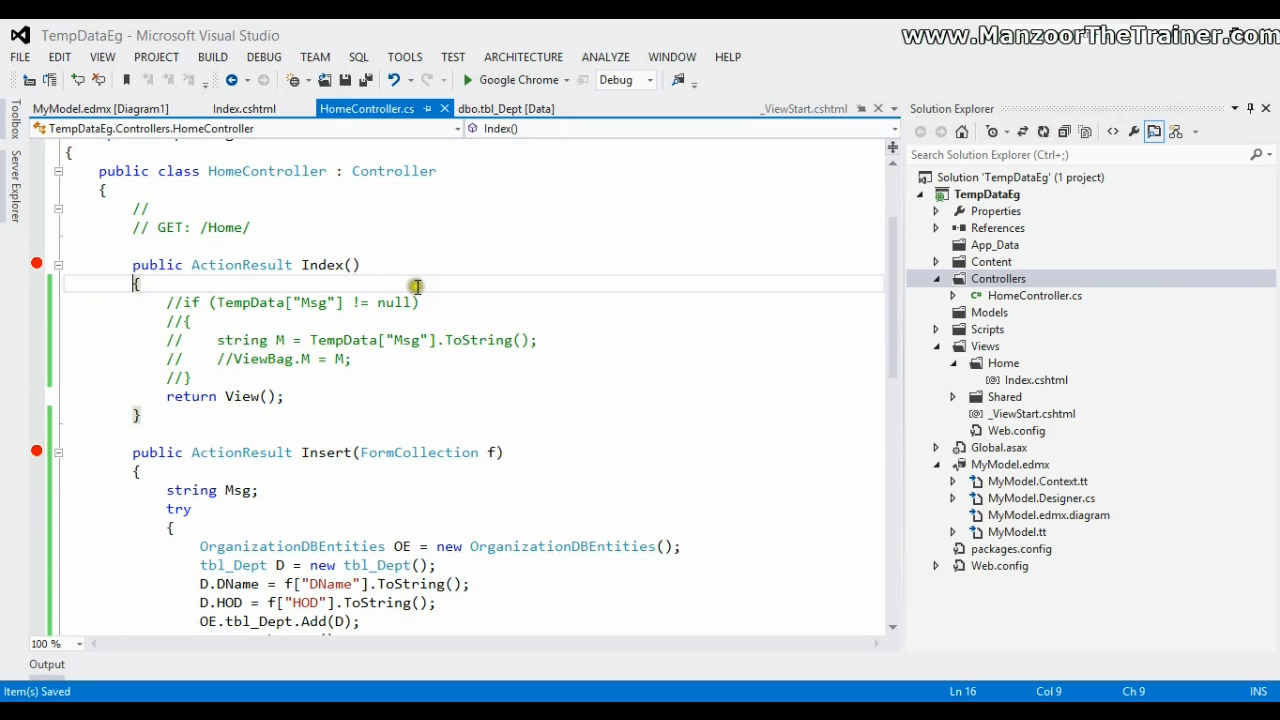 www.ManzoorTheTrainer.com
TempDataEg - Microsoft Visual Studio
FILE EDIT VIEW PROJECT BUILD DEBUG TEAM SQL TOOLS TEST ARCHITECTURE ANALYZE WINDOW HELP
Google Chrome Debug
MyModel.edmx [Diagram1] Index.cshtml HomeController.cs dbo.tbl_Dept [Data] _ViewStart.cshtml
TempDataEg.Controllers.HomeController Index()
Toolbox
Server Explorer
{
public class HomeController : Controller
{
//
// GET: /Home/
public ActionResult Index()
{
//if (TempData["Msg"] != null)
//{
// string M = TempData["Msg"].ToString();
// //ViewBag.M = M;
//}
return View();
}
public ActionResult Insert(FormCollection f)
{
string Msg;
try
{
OrganizationDBEntities OE = new OrganizationDBEntities();
tbl_Dept D = new tbl_Dept();
D.DName = f["DName"].ToString();
D.HOD = f["HOD"].ToString();
OE.tbl_Dept.Add(D);
100 %
Output
Solution Explorer
Search Solution Explorer (Ctrl+;)
Solution 'TempDataEg' (1 project)
TempDataEg
Properties
References
App_Data
Content
Controllers
HomeController.cs
Models
Scripts
Views
Home
Index.cshtml
Shared
_ViewStart.cshtml
Web.config
Global.asax
MyModel.edmx
MyModel.Context.tt
MyModel.Designer.cs
MyModel.edmx.diagram
MyModel.tt
packages.config
Web.config
Item(s) Saved Ln 16 Col 9 Ch 9 INS